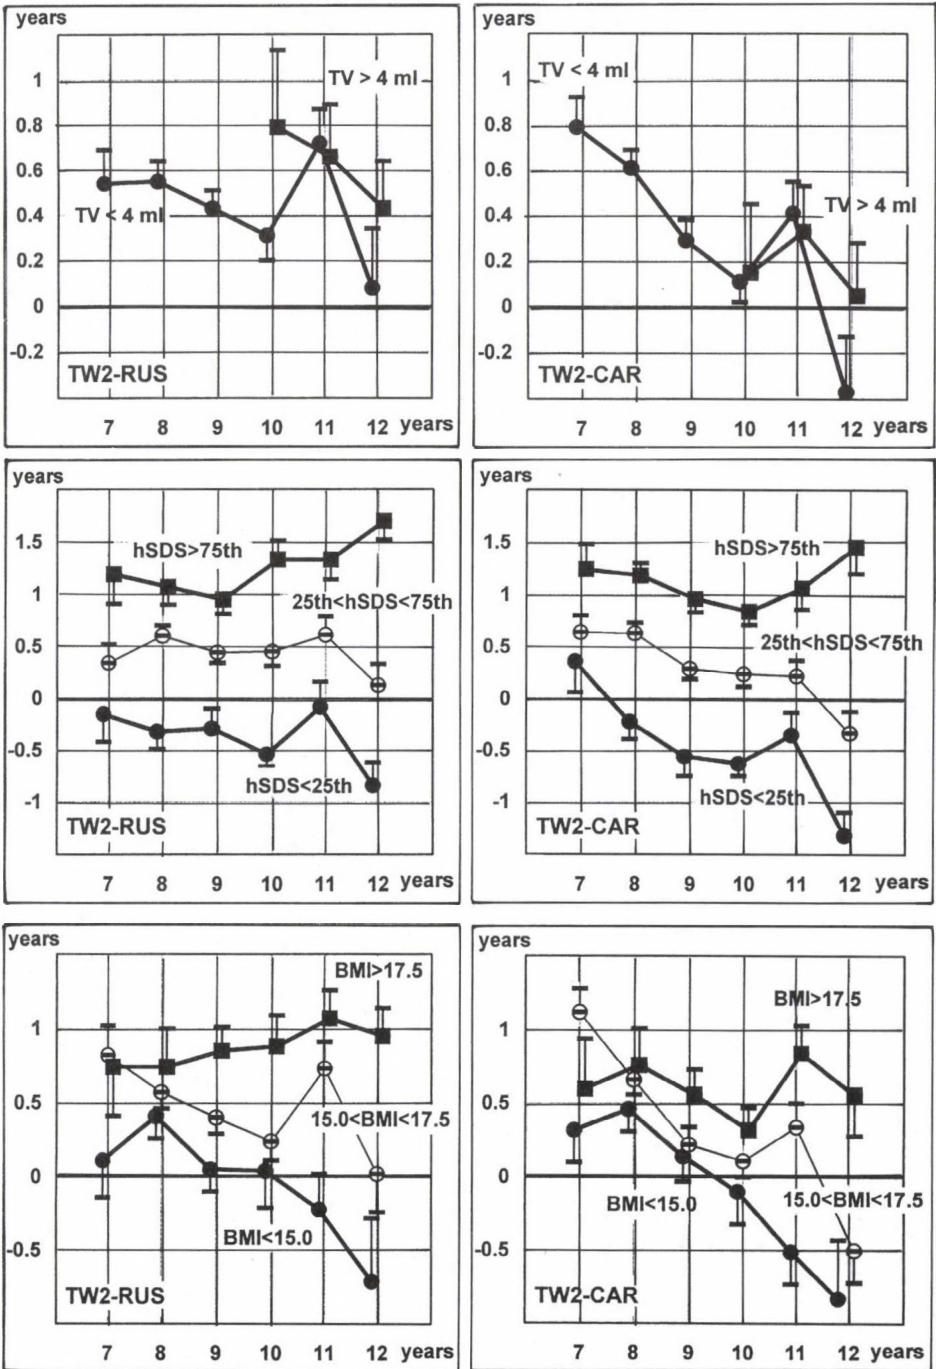 years
1
0.8
0.6
0.4
0.2
0
-0.2
TV > 4 ml
TV < 4 ml
TW2-RUS
7 8 9 10 11 12 years
years
1
0.8
0.6
0.4
0.2
0
-0.2
TV < 4 ml
TV > 4 ml
TW2-CAR
7 8 9 10 11 12 years
years
1.5
1
0.5
0
-0.5
-1
hSDS>75th
25th<hSDS<75th
hSDS<25th
TW2-RUS
7 8 9 10 11 12 years
years
1.5
1
0.5
0
-0.5
-1
hSDS>75th
25th<hSDS<75th
hSDS<25th
TW2-CAR
7 8 9 10 11 12 years
years
1
0.5
0
-0.5
BMI>17.5
15.0<BMI<17.5
BMI<15.0
TW2-RUS
7 8 9 10 11 12 years
years
1
0.5
0
-0.5
BMI>17.5
BMI<15.0
15.0<BMI<17.5
TW2-CAR
7 8 9 10 11 12 years